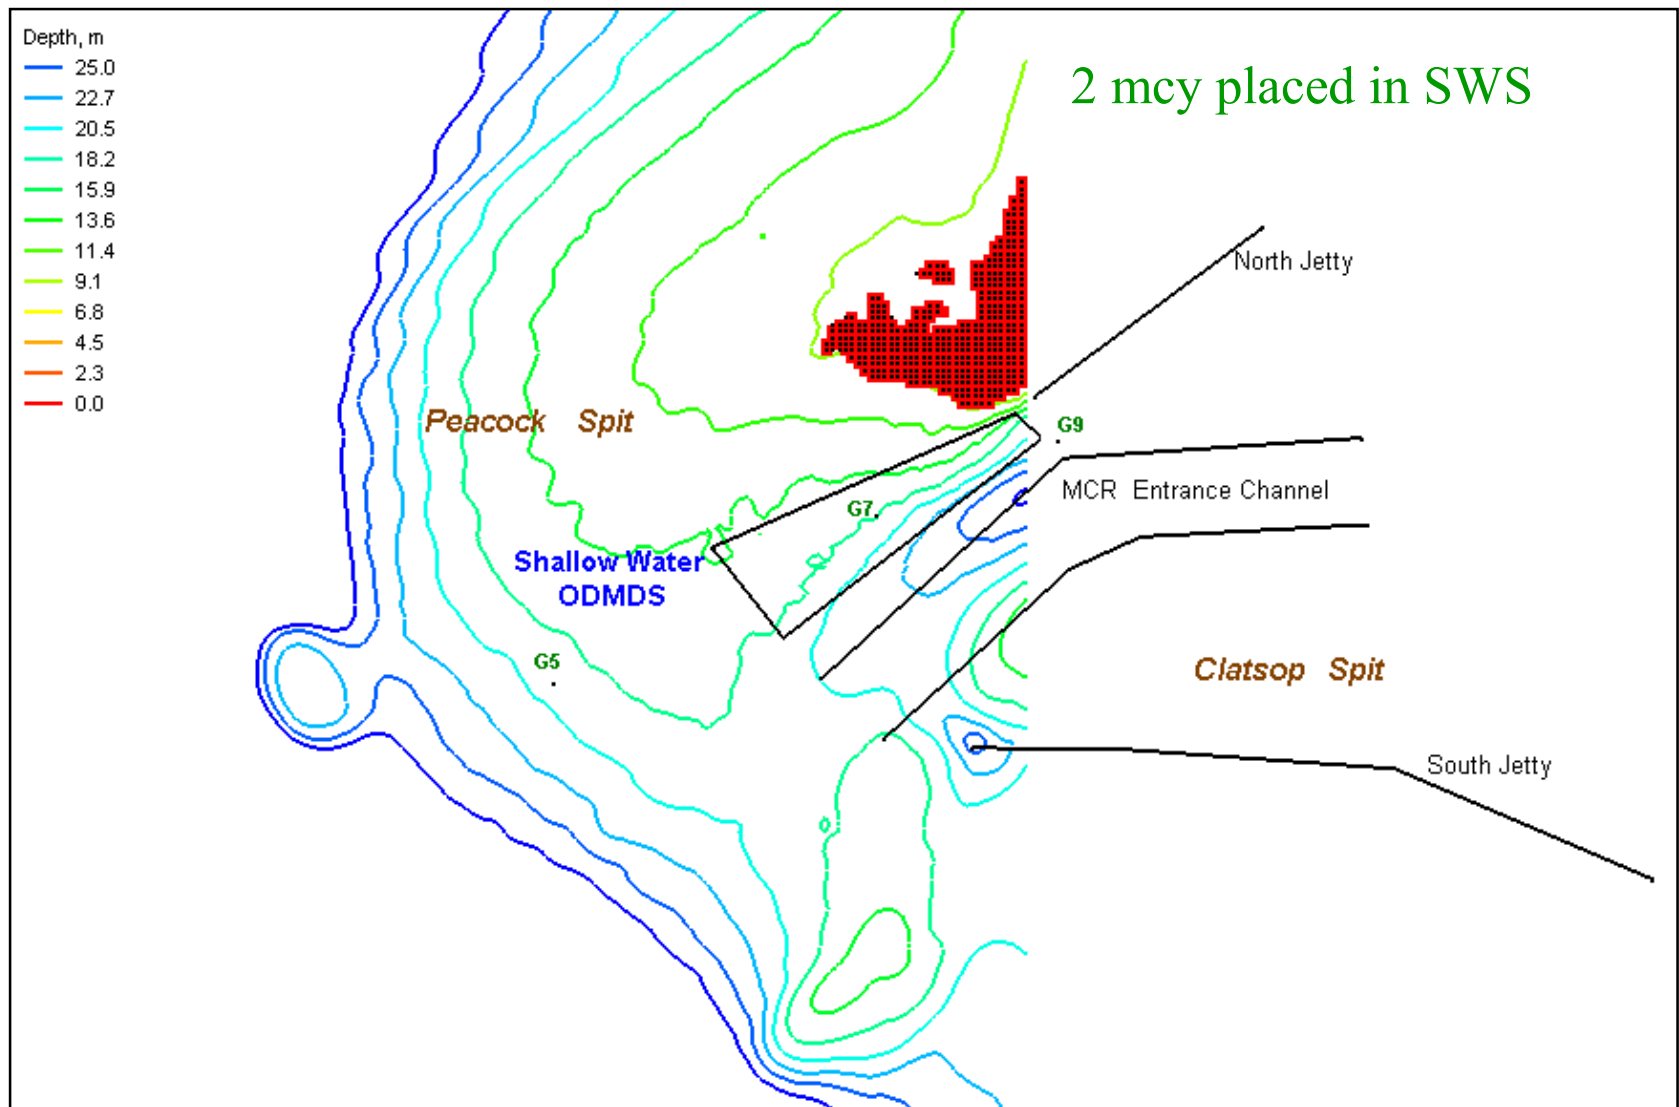 Depth, m
25.0
22.7
20.5
18.2
15.9
13.6
11.4
9.1
6.8
4.5
2.3
0.0
2 mcy placed in SWS
North Jetty
Peacock Spit
G9
MCR Entrance Channel
G7
Shallow Water
ODMDS
G5
Clatsop Spit
South Jetty